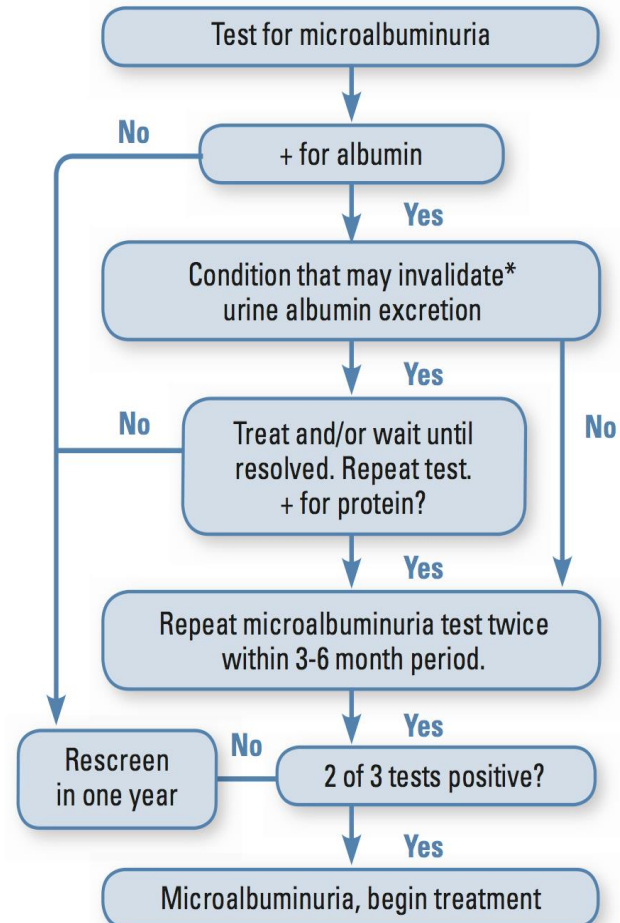 Test for microalbuminuria
No
+ for albumin
Yes
Condition that may invalidate*
urine albumin excretion
Yes
No
No
Treat and/or wait until
resolved. Repeat test.
+ for protein?
Yes
Repeat microalbuminuria test twice
within 3-6 month period.
Yes
No
Rescreen
in one year
2 of 3 tests positive?
Yes
Microalbuminuria, begin treatment